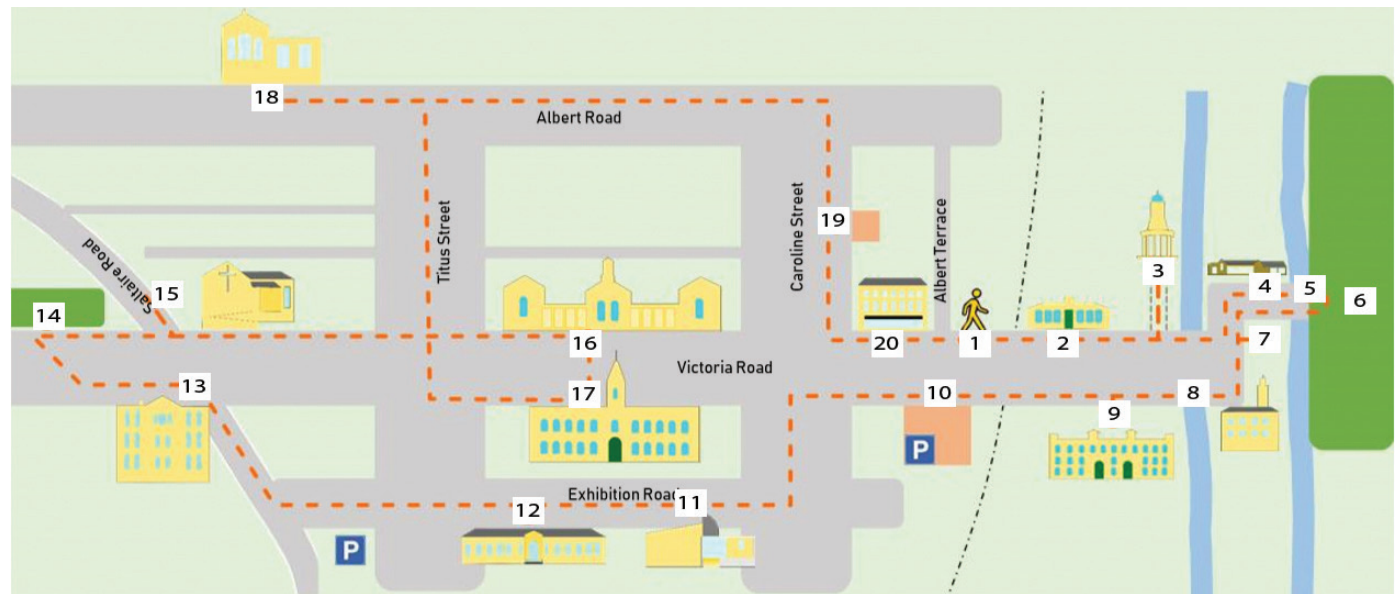 18
Albert Road
19
Caroline Street
Titus Street
Albert Terrace
Saltaire Road
3
4
5
6
15
14
16
20
1
2
7
Victoria Road
13
17
10
8
9
P
Exhibition Road
11
12
P